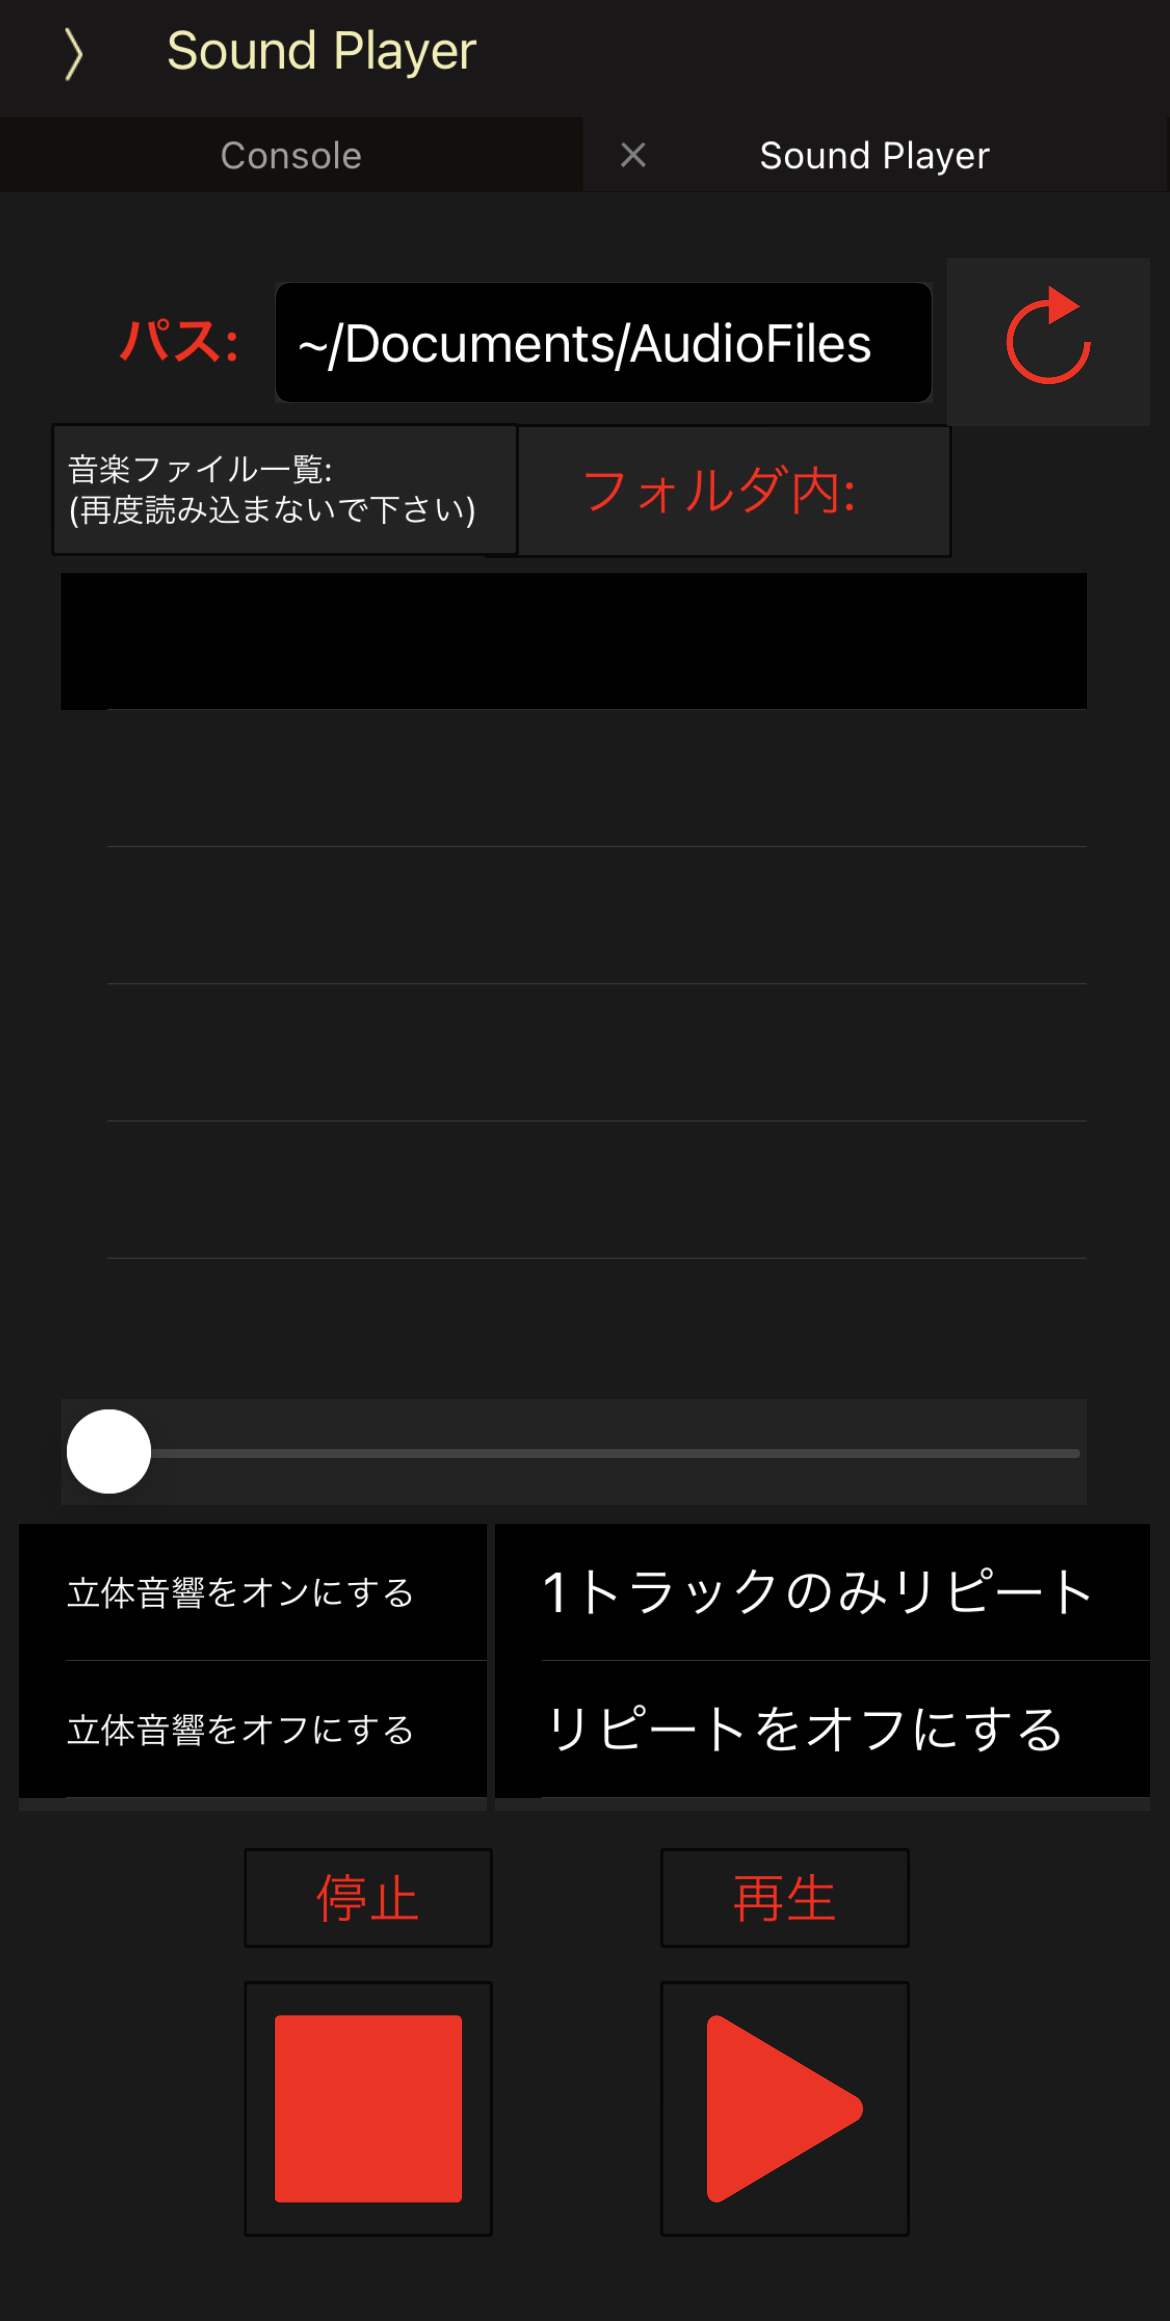 Sound Player
Console
Sound Player
パス:
~/Documents/AudioFiles
音楽ファイル一覧:
(再度読み込まないで下さい)
フォルダ内:
立体音響をオンにする
1トラックのみリピート
立体音響をオフにする
リピートをオフにする
停止
再生